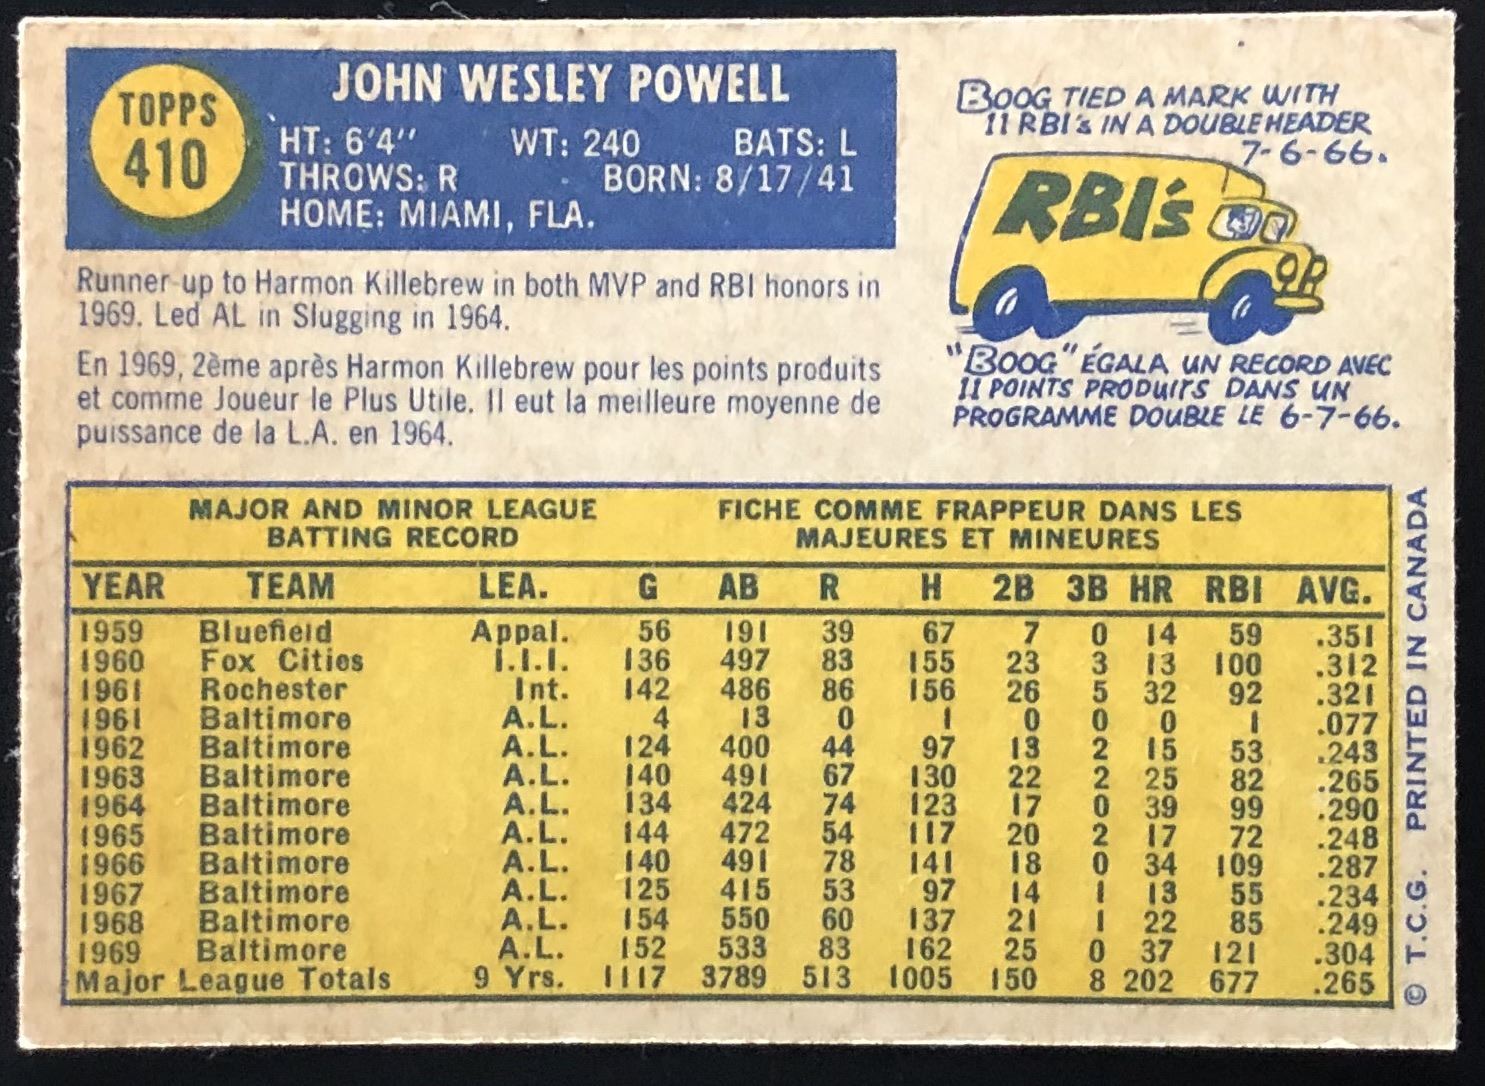 TOPPS
410
JOHN WESLEY POWELL
HT: 6'4" WT: 240 BATS: L
THROWS: R BORN: 8/17/41
HOME: MIAMI, FLA.
Runner-up to Harmon Killebrew in both MVP and RBI honors in
1969. Led AL in Slugging in 1964.
En 1969, 2ème après Harmon Killebrew pour les points produits
et comme Joueur le Plus Utile. Il eut la meilleure moyenne de
puissance de la L.A. en 1964.
BOOG TIED A MARK WITH
11 RBI's IN A DOUBLEHEADER
7-6-66.
RBI's
"BOOG" ÉGALA UN RECORD AVEC
11 POINTS PRODUITS DANS UN
PROGRAMME DOUBLE LE 6-7-66.
MAJOR AND MINOR LEAGUE
BATTING RECORD
FICHE COMME FRAPPEUR DANS LES
MAJEURES ET MINEURES
YEAR TEAM LEA. G AB R H 2B 3B HR RBI AVG.
1959 Bluefield Appal. 56 191 39 67 7 0 14 59 .351
1960 Fox Cities I.I.I. 136 497 83 155 23 3 13 100 .312
1961 Rochester Int. 142 486 86 156 26 5 32 92 .321
1961 Baltimore A.L. 4 13 0 1 0 0 0 1 .077
1962 Baltimore A.L. 124 400 44 97 13 2 15 53 .243
1963 Baltimore A.L. 140 491 67 130 22 2 25 82 .265
1964 Baltimore A.L. 134 424 74 123 17 0 39 99 .290
1965 Baltimore A.L. 144 472 54 117 20 2 17 72 .248
1966 Baltimore A.L. 140 491 78 141 18 0 34 109 .287
1967 Baltimore A.L. 125 415 53 97 14 1 13 55 .234
1968 Baltimore A.L. 154 550 60 137 21 1 22 85 .249
1969 Baltimore A.L. 152 533 83 162 25 0 37 121 .304
Major League Totals 9 Yrs. 1117 3789 513 1005 150 8 202 677 .265
© T.C.G. PRINTED IN CANADA